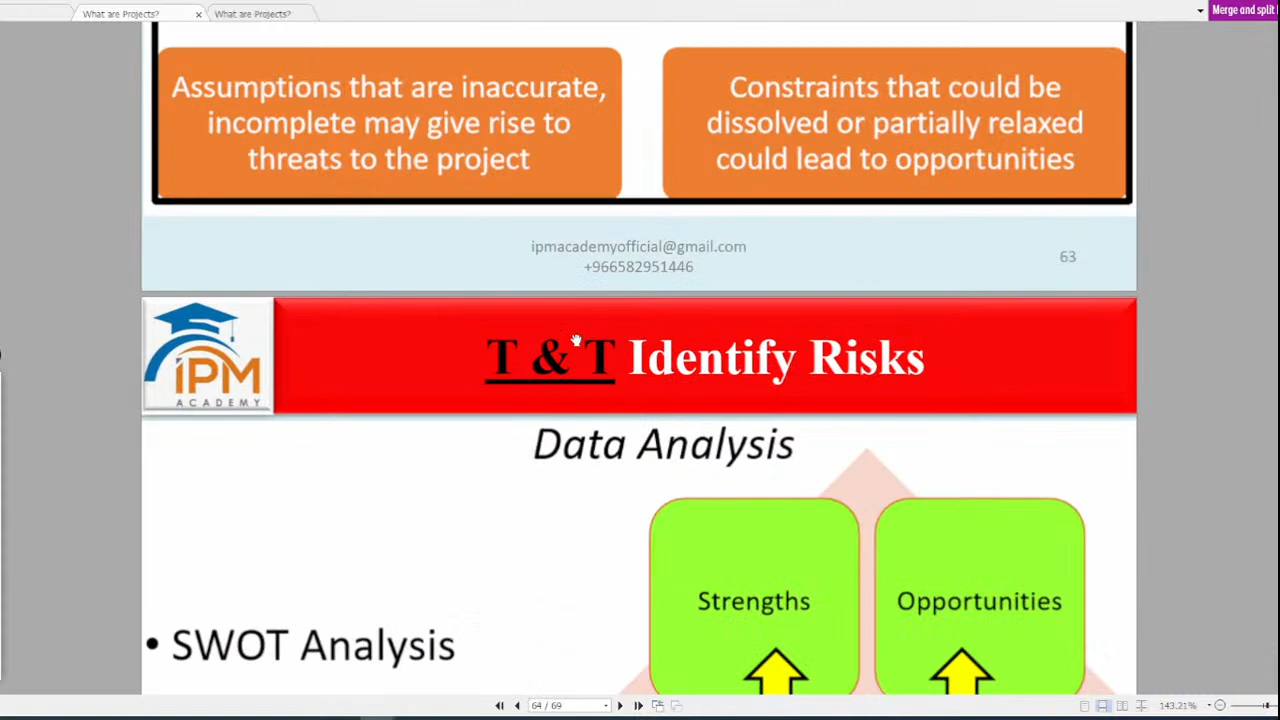 What are Projects?
What are Projects?
Merge and split
Assumptions that are inaccurate,
incomplete may give rise to
threats to the project
Constraints that could be
dissolved or partially relaxed
could lead to opportunities
ipmacademyofficial@gmail.com
+966582951446
63
iPM
ACADEMY
T & T Identify Risks
Data Analysis
• SWOT Analysis
Strengths
Opportunities
64 / 69
143.21%